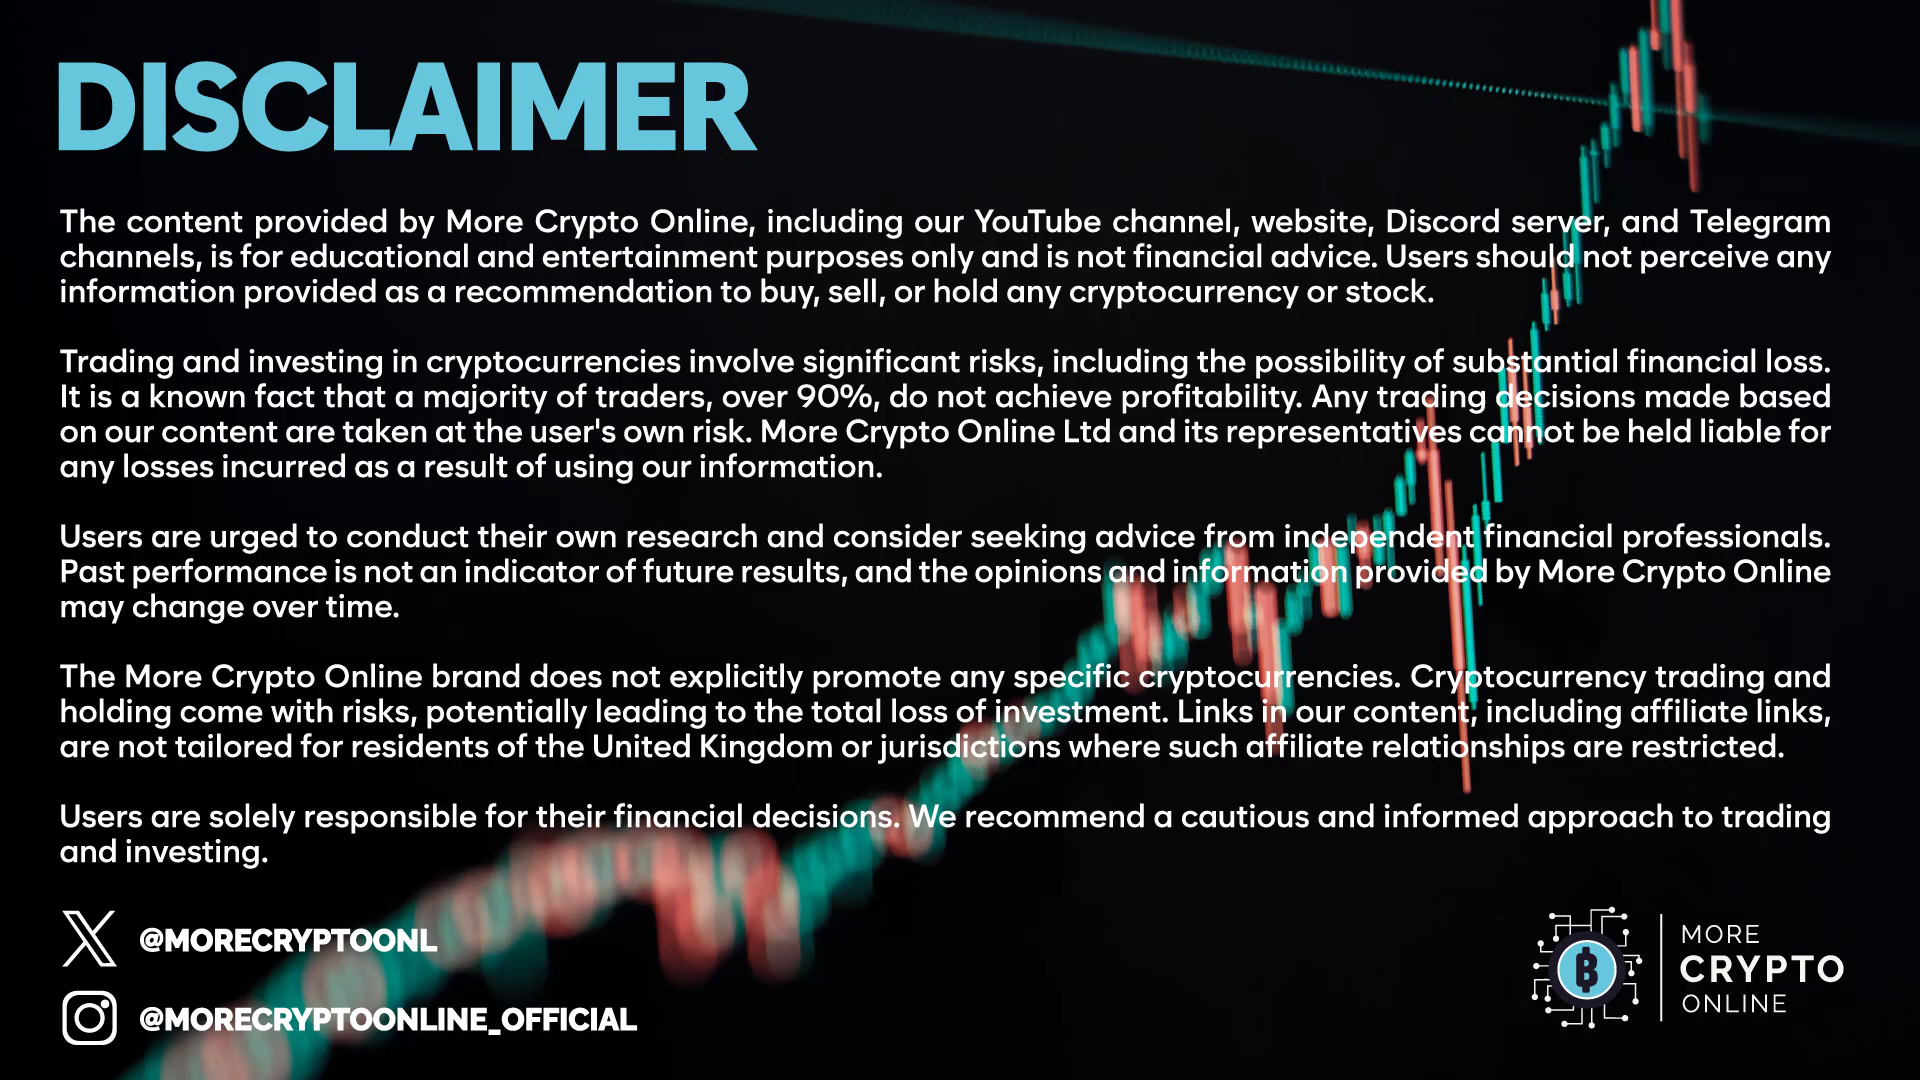 DISCLAIMER
The content provided by More Crypto Online, including our YouTube channel, website, Discord server, and Telegram
channels, is for educational and entertainment purposes only and is not financial advice. Users should not perceive any
information provided as a recommendation to buy, sell, or hold any cryptocurrency or stock.
Trading and investing in cryptocurrencies involve significant risks, including the possibility of substantial financial loss.
It is a known fact that a majority of traders, over 90%, do not achieve profitability. Any trading decisions made based
on our content are taken at the user's own risk. More Crypto Online Ltd and its representatives cannot be held liable for
any losses incurred as a result of using our information.
Users are urged to conduct their own research and consider seeking advice from independent financial professionals.
Past performance is not an indicator of future results, and the opinions and information provided by More Crypto Online
may change over time.
The More Crypto Online brand does not explicitly promote any specific cryptocurrencies. Cryptocurrency trading and
holding come with risks, potentially leading to the total loss of investment. Links in our content, including affiliate links,
are not tailored for residents of the United Kingdom or jurisdictions where such affiliate relationships are restricted.
Users are solely responsible for their financial decisions. We recommend a cautious and informed approach to trading
and investing.
@MORECRYPTOONL
@MORECRYPTOONLINE_OFFICIAL
MORE
CRYPTO
ONLINE